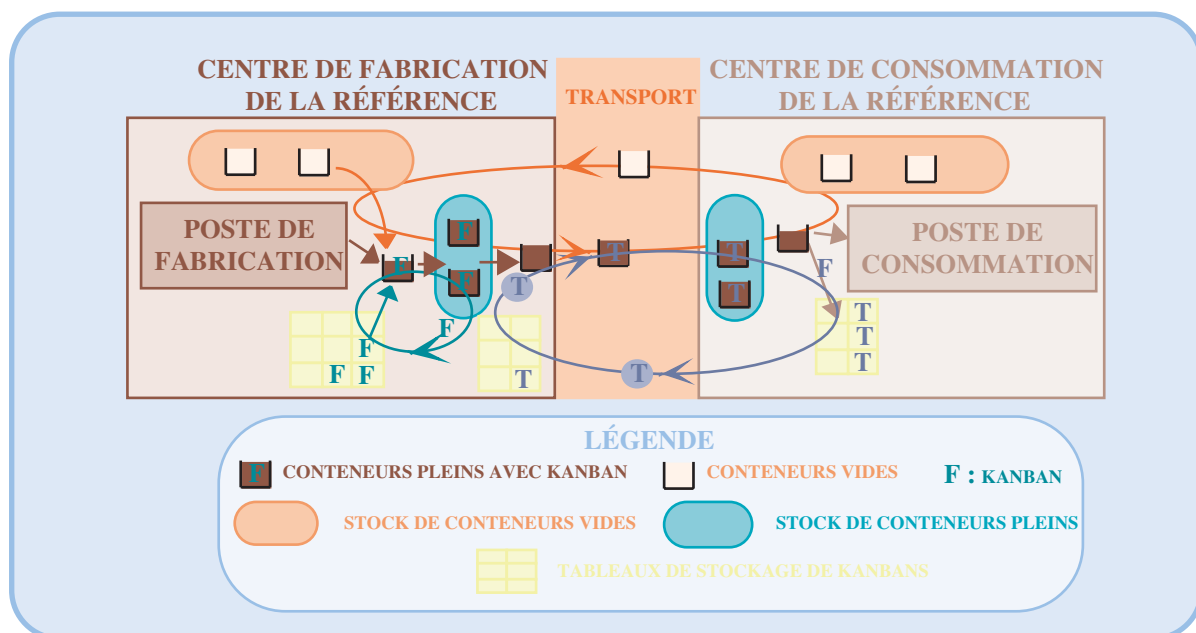 CENTRE DE FABRICATION
DE LA RÉFÉRENCE
TRANSPORT
CENTRE DE CONSOMMATION
DE LA RÉFÉRENCE
POSTE DE
FABRICATION
F
F
F
F
F
F
F
T
T
T
T
T
T
F
T
T
T
POSTE DE
CONSOMMATION
LÉGENDE
F CONTENEURS PLEINS AVEC KANBAN
CONTENEURS VIDES
F : KANBAN
STOCK DE CONTENEURS VIDES
STOCK DE CONTENEURS PLEINS
TABLEAUX DE STOCKAGE DE KANBANS